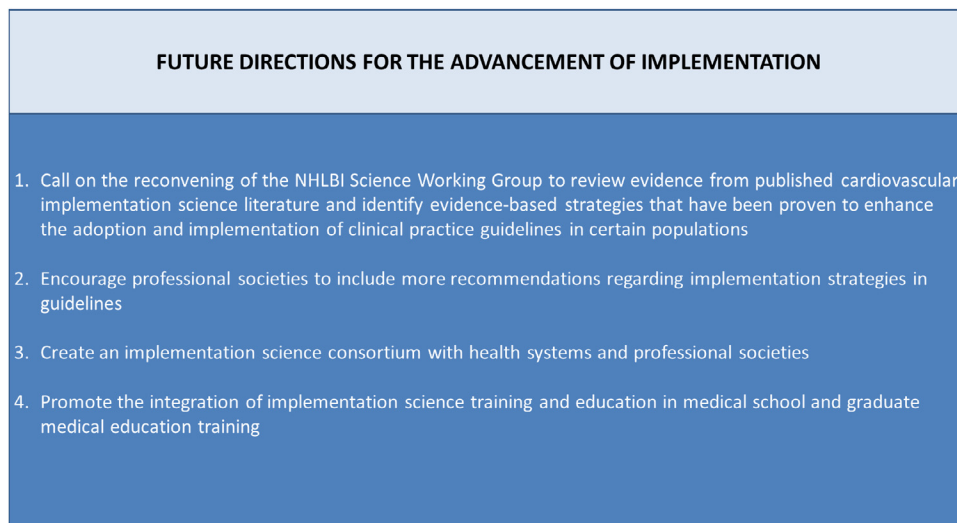 FUTURE DIRECTIONS FOR THE ADVANCEMENT OF IMPLEMENTATION
1. Call on the reconvening of the NHLBI Science Working Group to review evidence from published cardiovascular
implementation science literature and identify evidence-based strategies that have been proven to enhance
the adoption and implementation of clinical practice guidelines in certain populations
2. Encourage professional societies to include more recommendations regarding implementation strategies in
guidelines
3. Create an implementation science consortium with health systems and professional societies
4. Promote the integration of implementation science training and education in medical school and graduate
medical education training